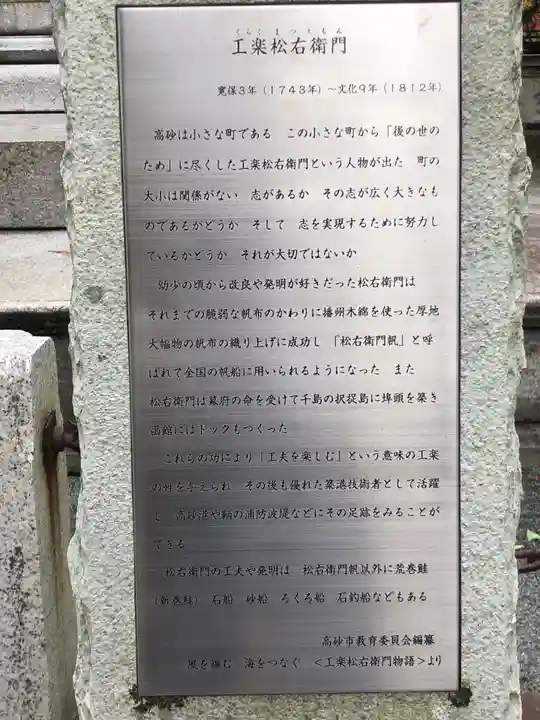 くらくまつえもん
工楽松右衛門
寛保3年（1743年）～文化9年（1812年）
高砂は小さな町である　この小さな町から「後の世の
ため」に尽くした工楽松右衛門という人物が出た　町の
大小は関係がない　志があるか　その志が広く大きなも
のであるかどうか　そして　志を実現するために努力し
ているかどうか　それが大切ではないか
幼少の頃から改良や発明が好きだった松右衛門は
それまでの脆弱な帆布のかわりに播州木綿を使った厚地
大幅物の帆布の織り上げに成功し　「松右衛門帆」と呼
ばれて全国の帆船に用いられるようになった　また
松右衛門は幕府の命を受けて千島の択捉島に埠頭を築き
函館にはドックもつくった
これらの功により「工夫を楽しむ」という意味の工楽
の姓を与えられ　その後も優れた築港技術者として活躍
し　高砂港や鞆の浦防波堤などにその足跡をみることが
できる
松右衛門の工夫や発明は　松右衛門帆以外に荒巻鮭
（新巻鮭）　石船　砂船　ろくろ船　石釣船などもある
高砂市教育委員会編纂
風を編む　海をつなぐ　＜工楽松右衛門物語＞より